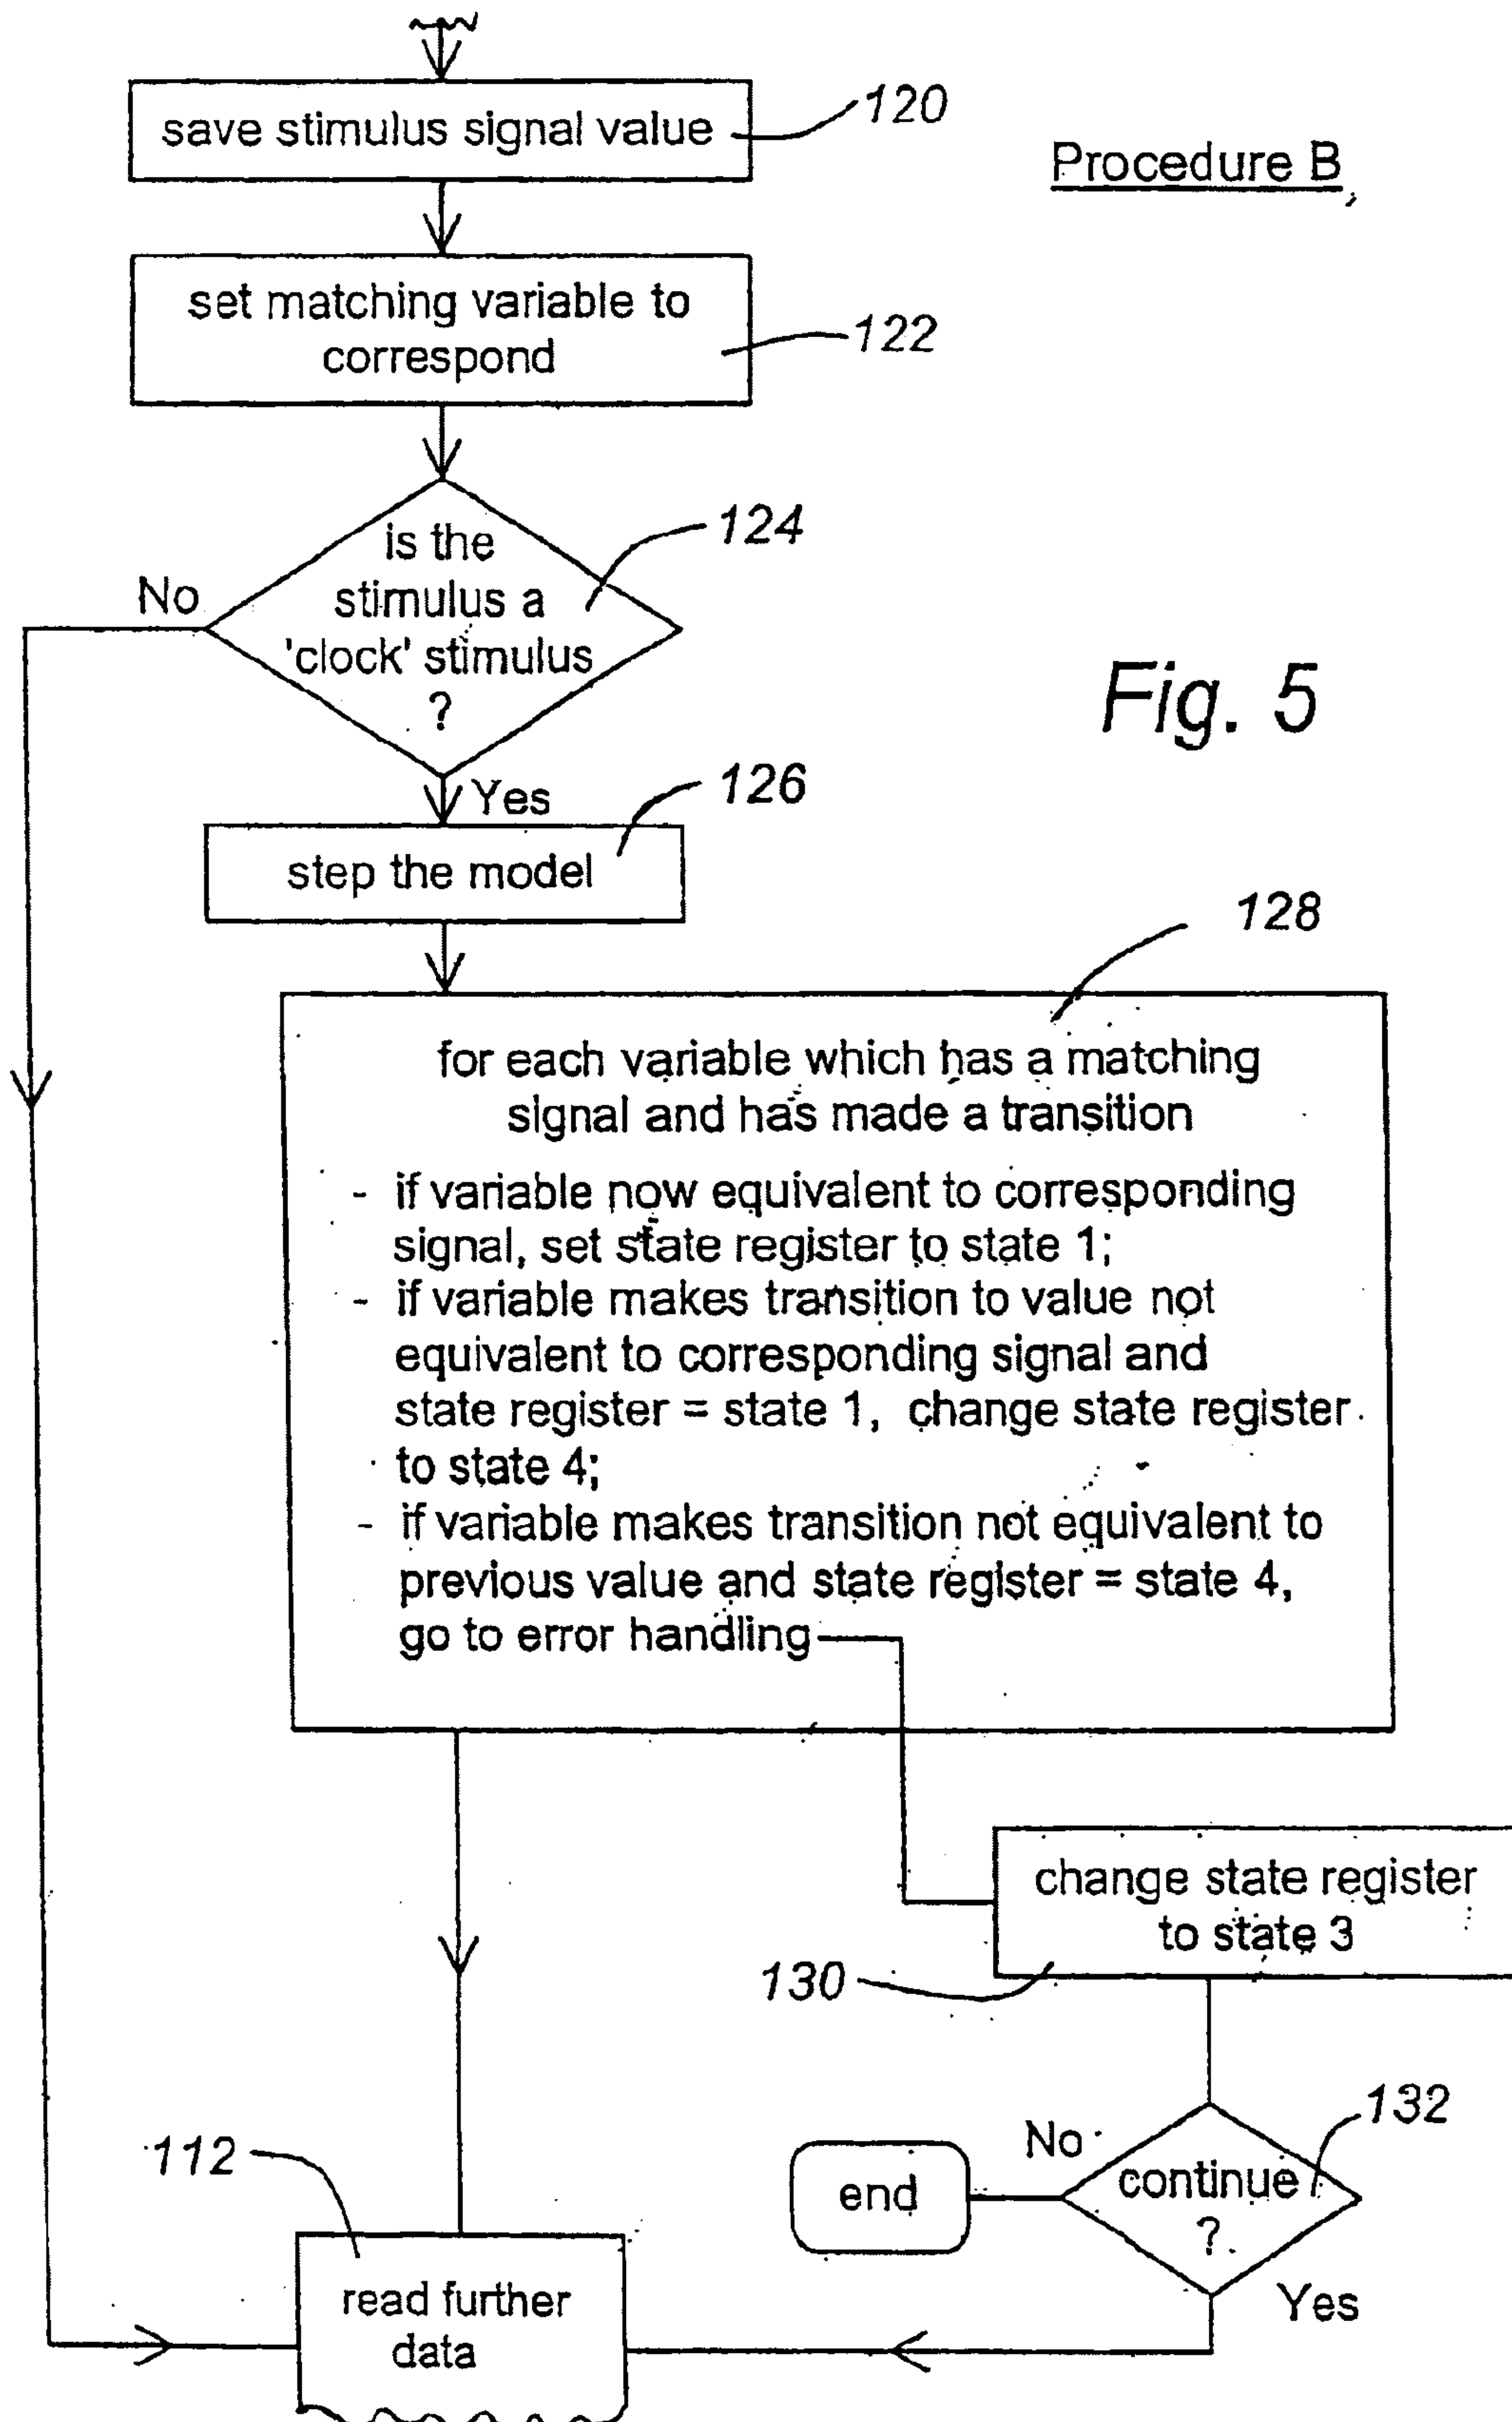 save stimulus signal value
120
Procedure B
set matching variable to
correspond
122
is the
stimulus a
'clock' stimulus
?
124
No
Fig. 5
Yes
126
step the model
128
for each variable which has a matching
signal and has made a transition
- if variable now equivalent to corresponding
signal, set state register to state 1;
- if variable makes transition to value not
equivalent to corresponding signal and
state register = state 1, change state register
to state 4;
- if variable makes transition not equivalent to
previous value and state register = state 4,
go to error handling
change state register
to state 3
130
132
No
continue
?
end
Yes
112
read further
data